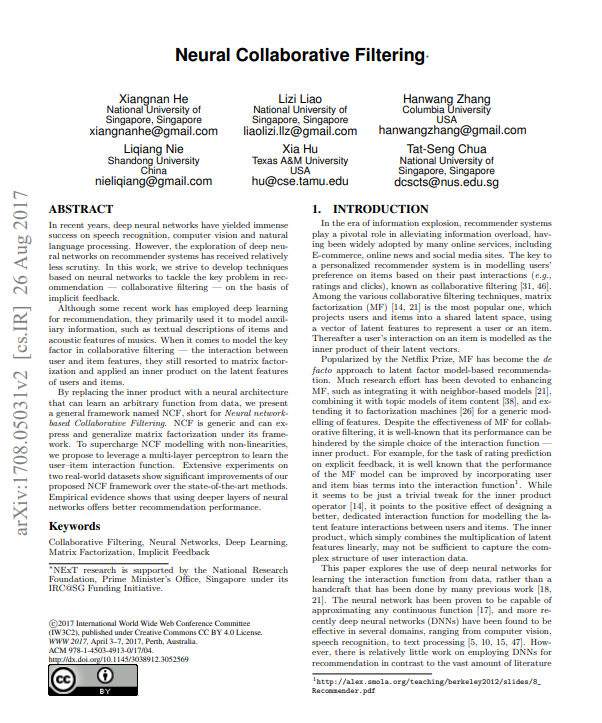 Neural Collaborative Filtering*
Xiangnan He
National University of
Singapore, Singapore
xiangnanhe@gmail.com
Lizi Liao
National University of
Singapore, Singapore
liaolizi.llz@gmail.com
Hanwang Zhang
Columbia University
USA
hanwangzhang@gmail.com
Liqiang Nie
Shandong University
China
nieliqiang@gmail.com
Xia Hu
Texas A&M University
USA
hu@cse.tamu.edu
Tat-Seng Chua
National University of
Singapore, Singapore
dcscts@nus.edu.sg
arXiv:1708.05031v2 [cs.IR] 26 Aug 2017
ABSTRACT
In recent years, deep neural networks have yielded immense
success on speech recognition, computer vision and natural
language processing. However, the exploration of deep neu-
ral networks on recommender systems has received relatively
less scrutiny. In this work, we strive to develop techniques
based on neural networks to tackle the key problem in rec-
ommendation — collaborative filtering — on the basis of
implicit feedback.
Although some recent work has employed deep learning
for recommendation, they primarily used it to model auxil-
iary information, such as textual descriptions of items and
acoustic features of musics. When it comes to model the key
factor in collaborative filtering — the interaction between
user and item features, they still resorted to matrix factor-
ization and applied an inner product on the latent features
of users and items.
By replacing the inner product with a neural architecture
that can learn an arbitrary function from data, we present
a general framework named NCF, short for Neural network-
based Collaborative Filtering. NCF is generic and can ex-
press and generalize matrix factorization under its frame-
work. To supercharge NCF modelling with non-linearities,
we propose to leverage a multi-layer perceptron to learn the
user–item interaction function. Extensive experiments on
two real-world datasets show significant improvements of our
proposed NCF framework over the state-of-the-art methods.
Empirical evidence shows that using deeper layers of neural
networks offers better recommendation performance.
Keywords
Collaborative Filtering, Neural Networks, Deep Learning,
Matrix Factorization, Implicit Feedback
*NExT research is supported by the National Research
Foundation, Prime Minister's Office, Singapore under its
IRC@SG Funding Initiative.
©2017 International World Wide Web Conference Committee
(IW3C2), published under Creative Commons CC BY 4.0 License.
WWW 2017, April 3–7, 2017, Perth, Australia.
ACM 978-1-4503-4913-0/17/04.
http://dx.doi.org/10.1145/3038912.3052569
cc
BY
1. INTRODUCTION
In the era of information explosion, recommender systems
play a pivotal role in alleviating information overload, hav-
ing been widely adopted by many online services, including
E-commerce, online news and social media sites. The key to
a personalized recommender system is in modelling users'
preference on items based on their past interactions (e.g.,
ratings and clicks), known as collaborative filtering [31, 46].
Among the various collaborative filtering techniques, matrix
factorization (MF) [14, 21] is the most popular one, which
projects users and items into a shared latent space, using
a vector of latent features to represent a user or an item.
Thereafter a user's interaction on an item is modelled as the
inner product of their latent vectors.
Popularized by the Netflix Prize, MF has become the de
facto approach to latent factor model-based recommenda-
tion. Much research effort has been devoted to enhancing
MF, such as integrating it with neighbor-based models [21],
combining it with topic models of item content [38], and ex-
tending it to factorization machines [26] for a generic mod-
elling of features. Despite the effectiveness of MF for collab-
orative filtering, it is well-known that its performance can be
hindered by the simple choice of the interaction function —
inner product. For example, for the task of rating prediction
on explicit feedback, it is well known that the performance
of the MF model can be improved by incorporating user
and item bias terms into the interaction function1. While
it seems to be just a trivial tweak for the inner product
operator [14], it points to the positive effect of designing a
better, dedicated interaction function for modelling the la-
tent feature interactions between users and items. The inner
product, which simply combines the multiplication of latent
features linearly, may not be sufficient to capture the com-
plex structure of user interaction data.
This paper explores the use of deep neural networks for
learning the interaction function from data, rather than a
handcraft that has been done by many previous work [18,
21]. The neural network has been proven to be capable of
approximating any continuous function [17], and more re-
cently deep neural networks (DNNs) have been found to be
effective in several domains, ranging from computer vision,
speech recognition, to text processing [5, 10, 15, 47]. How-
ever, there is relatively little work on employing DNNs for
recommendation in contrast to the vast amount of literature
1http://alex.smola.org/teaching/berkeley2012/slides/8_
Recommender.pdf